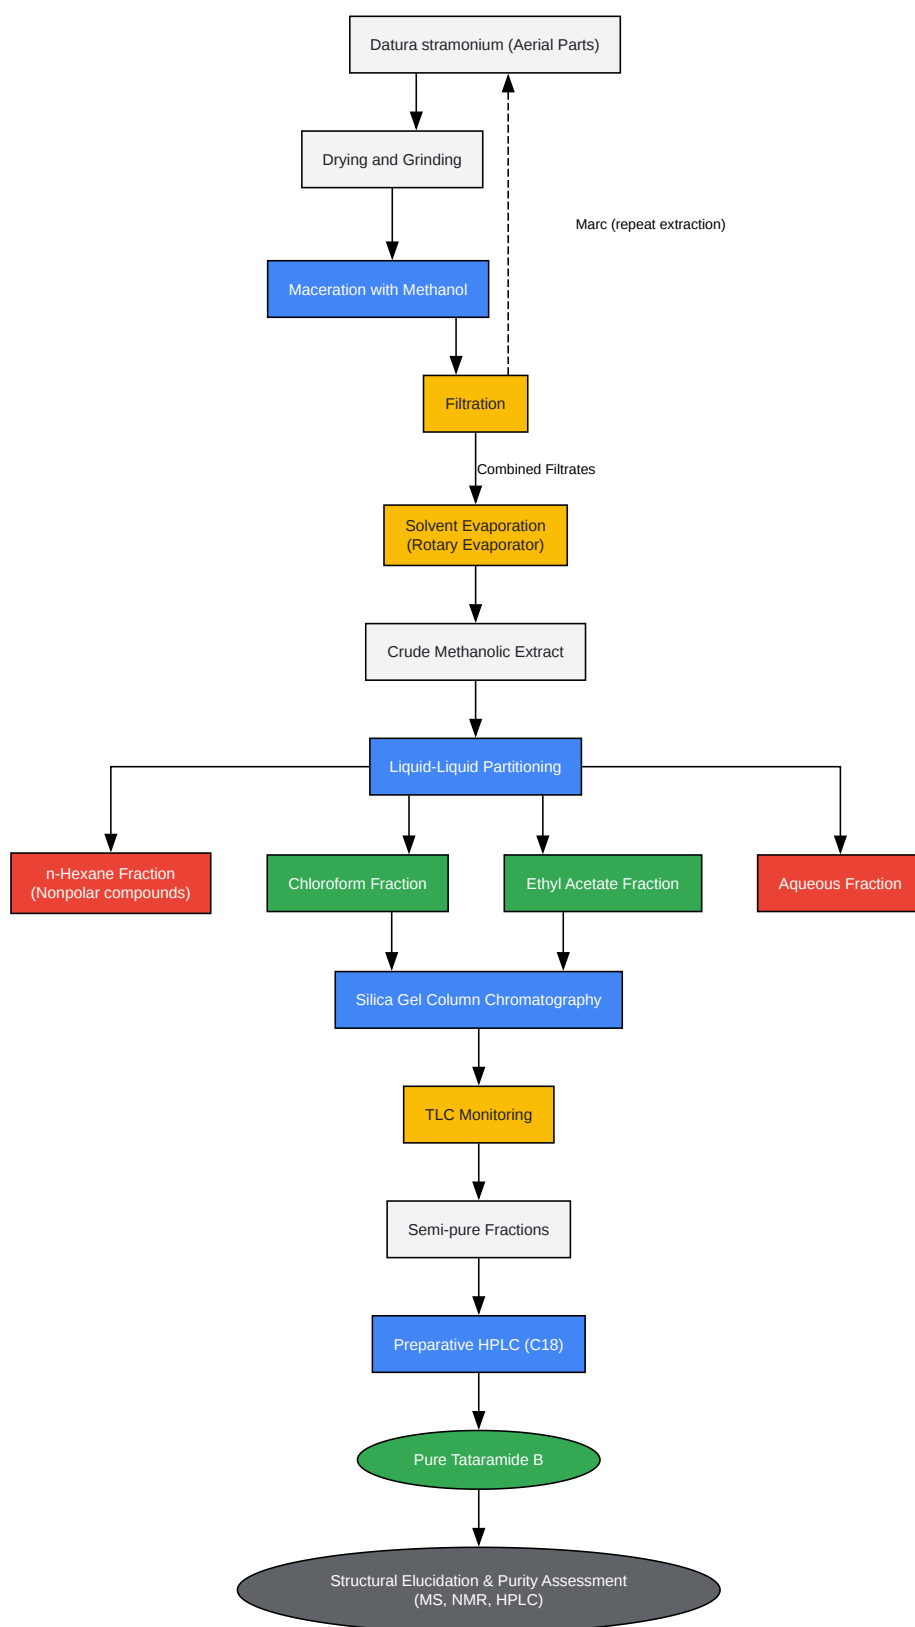 Datura stramonium (Aerial Parts)
Drying and Grinding
Marc (repeat extraction)
Maceration with Methanol
Filtration
Combined Filtrates
Solvent Evaporation
(Rotary Evaporator)
Crude Methanolic Extract
Liquid-Liquid Partitioning
n-Hexane Fraction
(Nonpolar compounds)
Chloroform Fraction
Ethyl Acetate Fraction
Aqueous Fraction
Silica Gel Column Chromatography
TLC Monitoring
Semi-pure Fractions
Preparative HPLC (C18)
Pure Tataramide B
Structural Elucidation & Purity Assessment
(MS, NMR, HPLC)